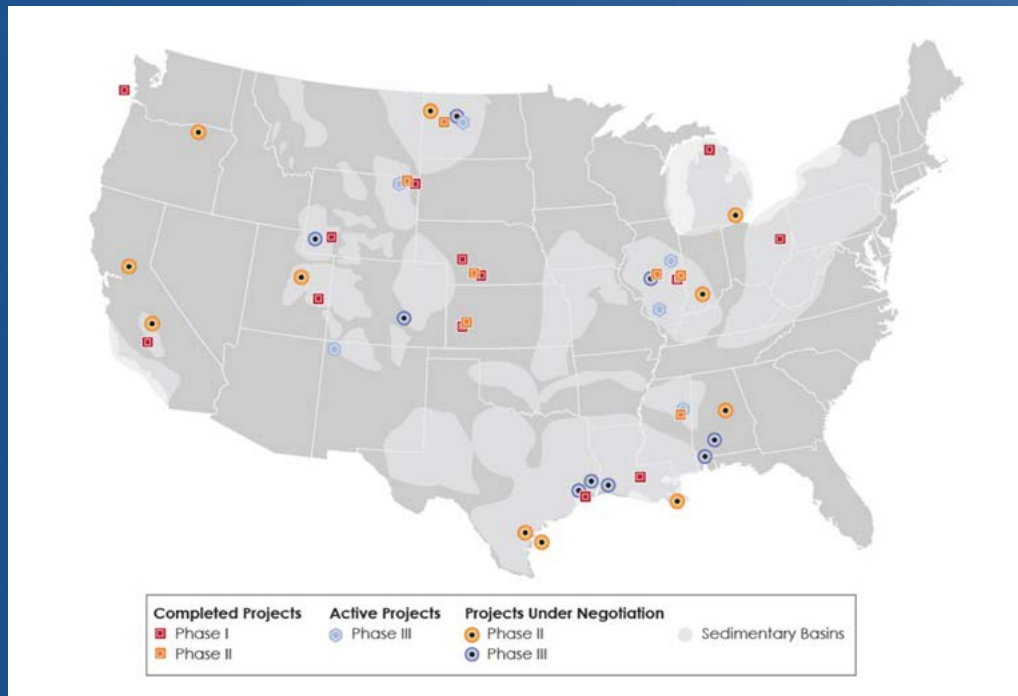 Completed Projects
Phase I
Phase II
Active Projects
Phase III
Projects Under Negotiation
Phase II
Phase III
Sedimentary Basins